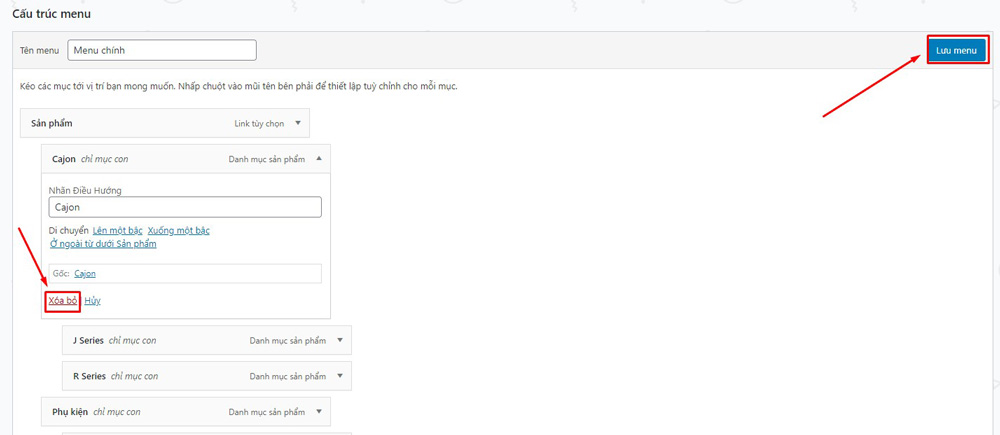 Cấu trúc menu
Tên menu Menu chính Lưu menu
Kéo các mục tới vị trí bạn mong muốn. Nhấp chuột vào mũi tên bên phải để thiết lập tuỳ chỉnh cho mỗi mục.
Sản phẩm Link tùy chọn
Cajon chỉ mục con Danh mục sản phẩm
Nhãn Điều Hướng
Cajon
Di chuyển Lên một bậc Xuống một bậc
Ở ngoài từ dưới Sản phẩm
Gốc: Cajon
Xóa bỏ Hủy
J Series chỉ mục con Danh mục sản phẩm
R Series chỉ mục con Danh mục sản phẩm
Phụ kiện chỉ mục con Danh mục sản phẩm